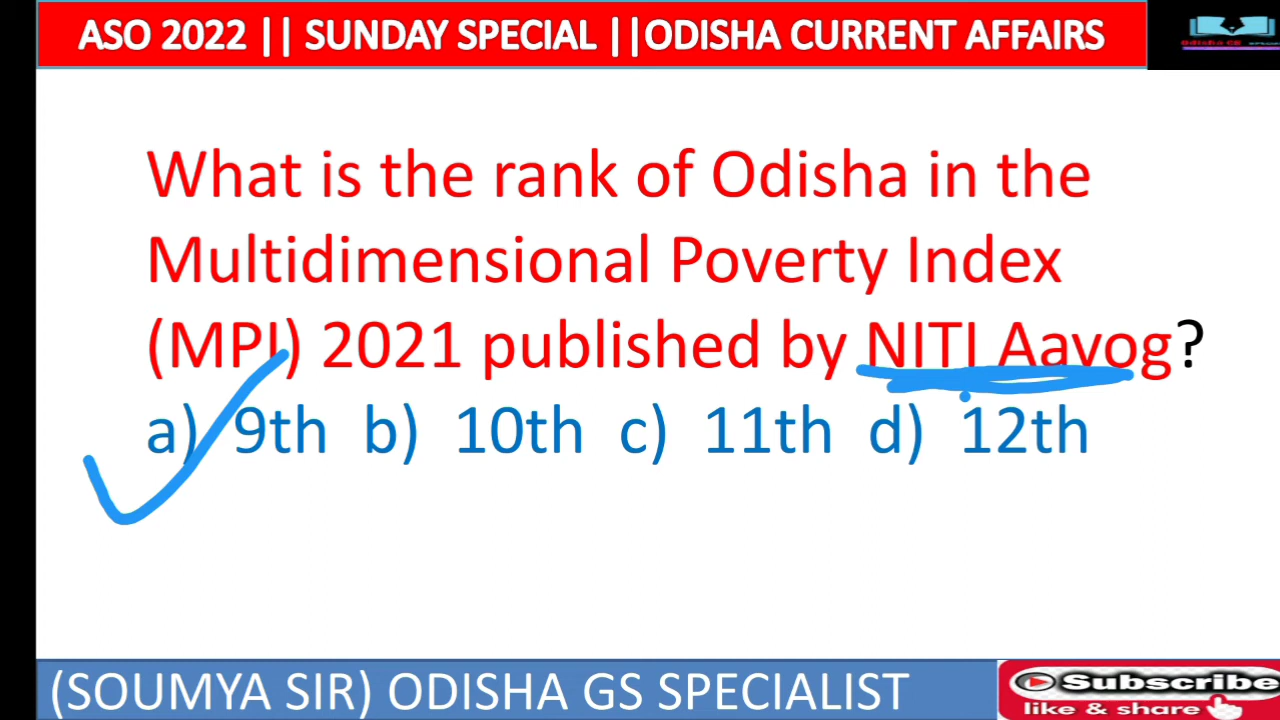 ASO 2022 || SUNDAY SPECIAL ||ODISHA CURRENT AFFAIRS
What is the rank of Odisha in the
Multidimensional Poverty Index
(MPI) 2021 published by NITI Aayog?
a) 9th b) 10th c) 11th d) 12th
(SOUMYA SIR) ODISHA GS SPECIALIST
Subscribe
like & share